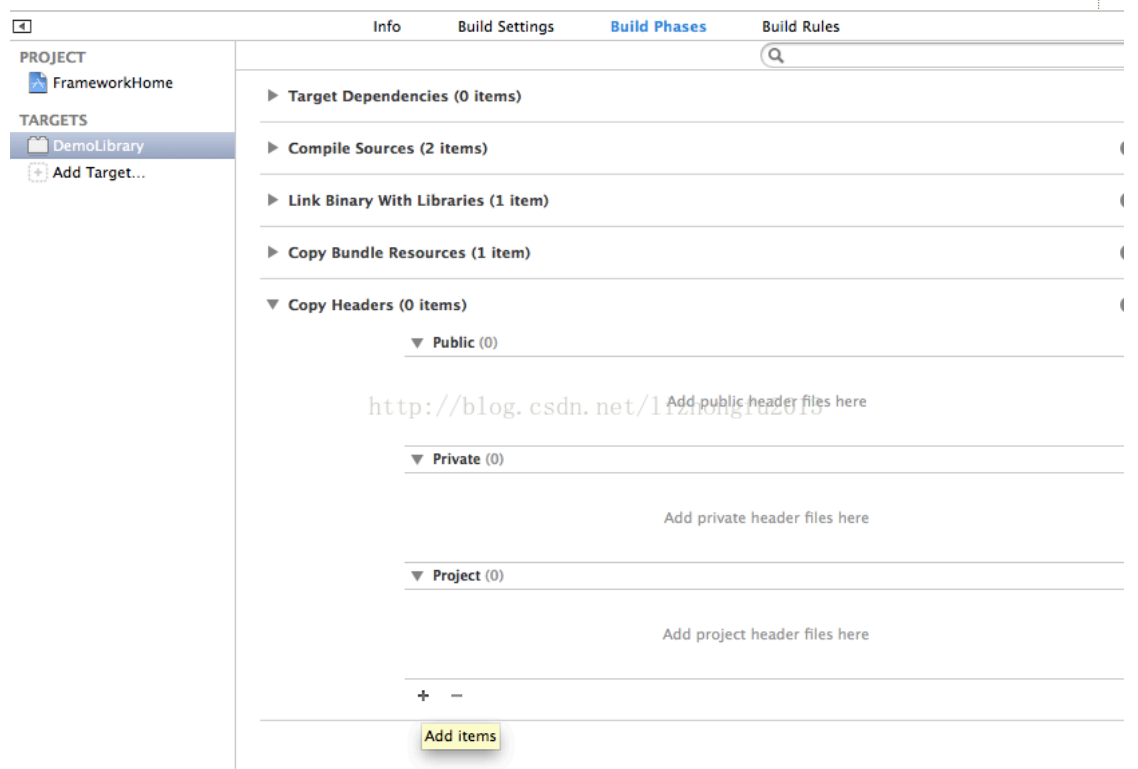 Info Build Settings Build Phases Build Rules
PROJECT
FrameworkHome
TARGETS
DemoLibrary
Add Target...
Target Dependencies (0 items)
Compile Sources (2 items)
Link Binary With Libraries (1 item)
Copy Bundle Resources (1 item)
Copy Headers (0 items)
Public (0)
Add public header files here
http://blog.csdn.net/lizhongfu2013
Private (0)
Add private header files here
Project (0)
Add project header files here
Add items